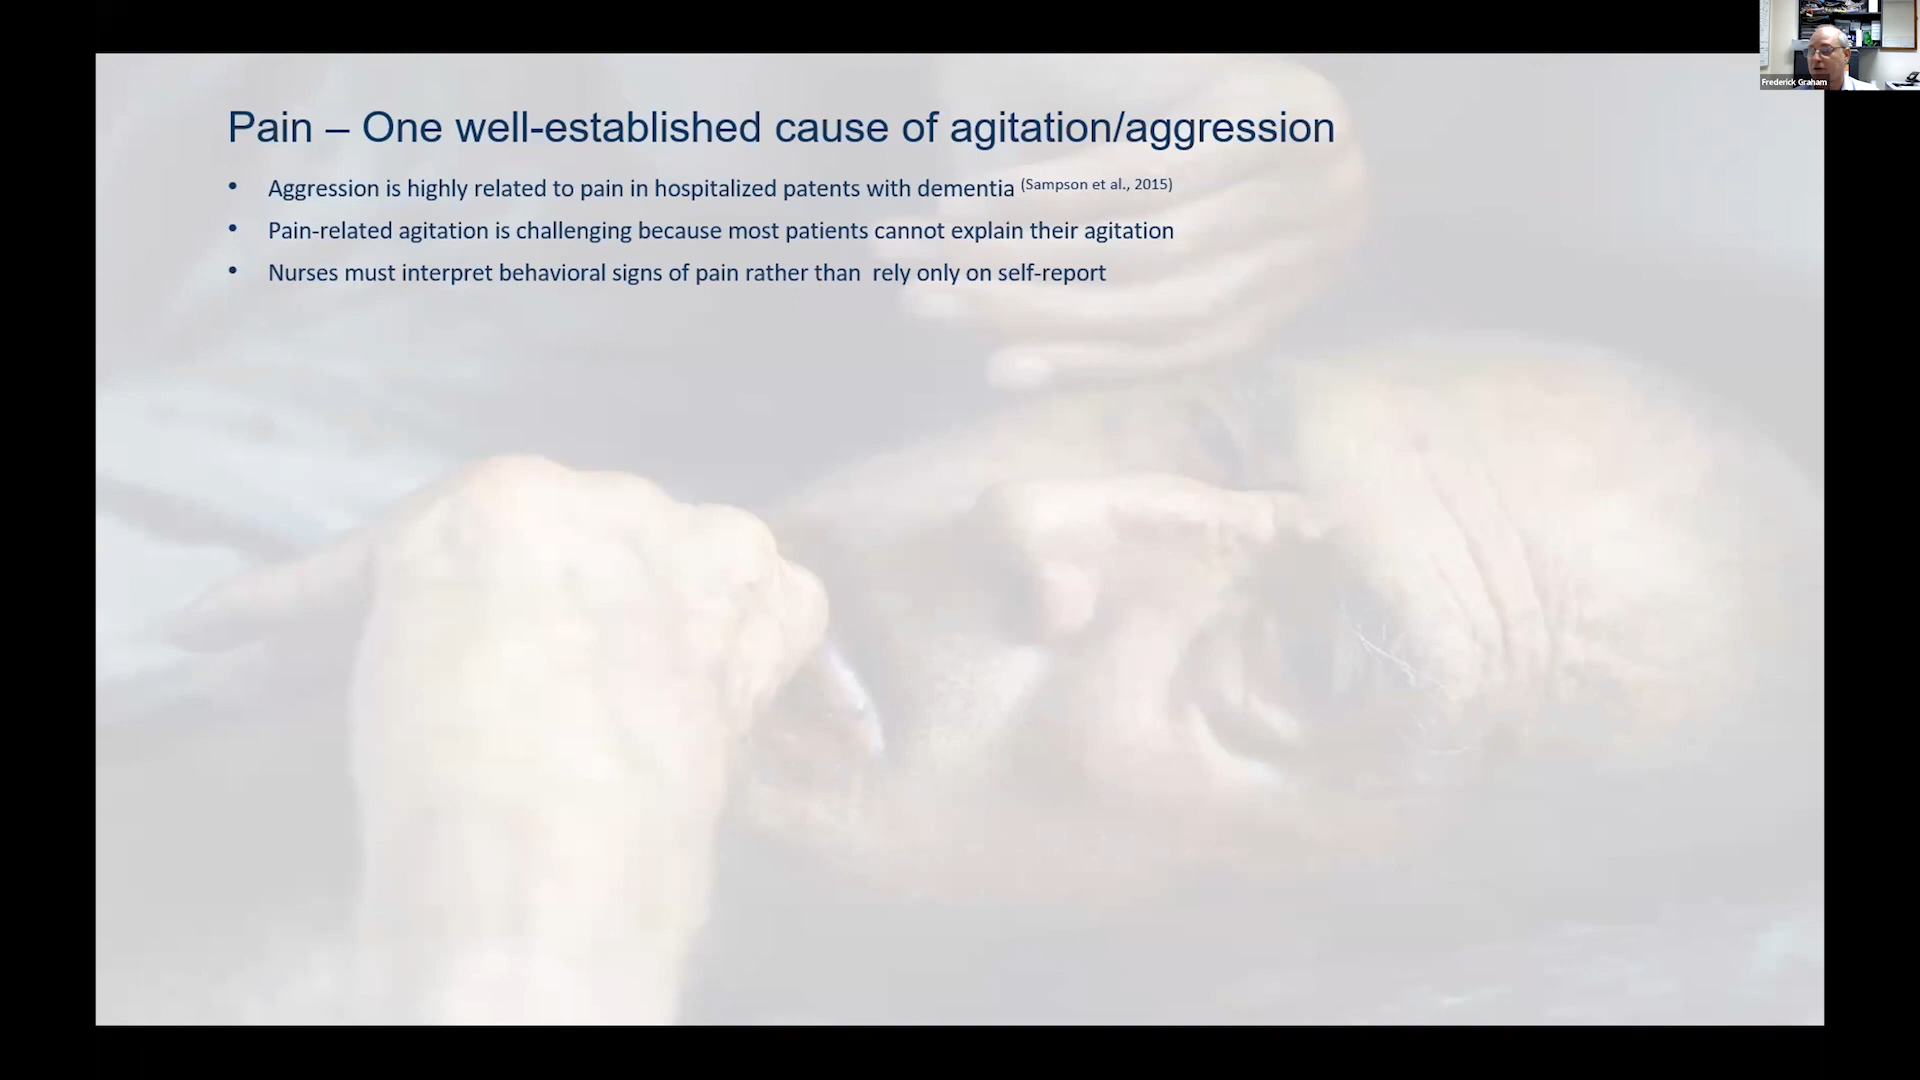 Frederick Graham
Pain – One well-established cause of agitation/aggression
• Aggression is highly related to pain in hospitalized patents with dementia (Sampson et al., 2015)
• Pain-related agitation is challenging because most patients cannot explain their agitation
• Nurses must interpret behavioral signs of pain rather than  rely only on self-report